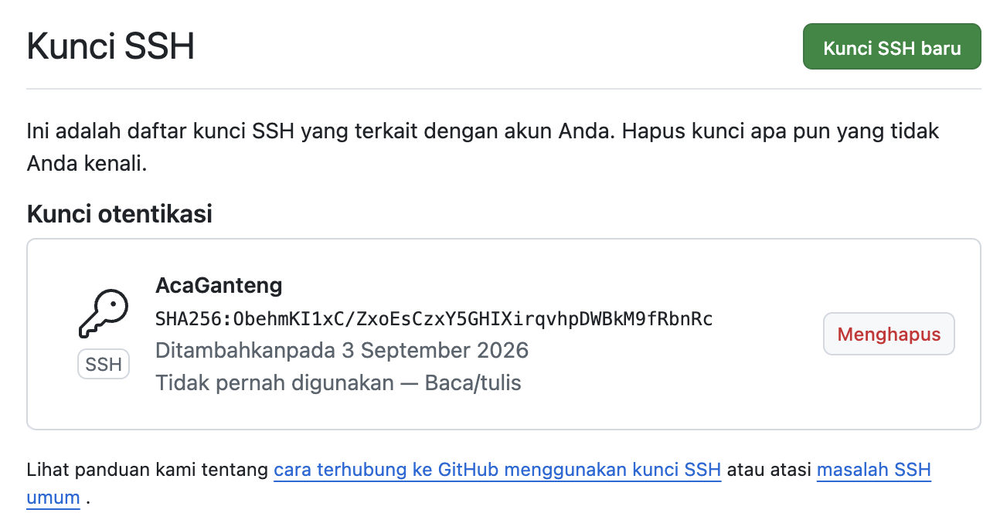 Kunci SSH
Kunci SSH baru
Ini adalah daftar kunci SSH yang terkait dengan akun Anda. Hapus kunci apa pun yang tidak
Anda kenali.
Kunci otentikasi
AcaGanteng
SHA256:ObehmKI1xC/ZxoEsCzxY5GHIXirqvhpDWBkM9fRbnRc
Ditambahkanpada 3 September 2026
Tidak pernah digunakan — Baca/tulis
SSH
Menghapus
Lihat panduan kami tentang cara terhubung ke GitHub menggunakan kunci SSH atau atasi masalah SSH
umum .